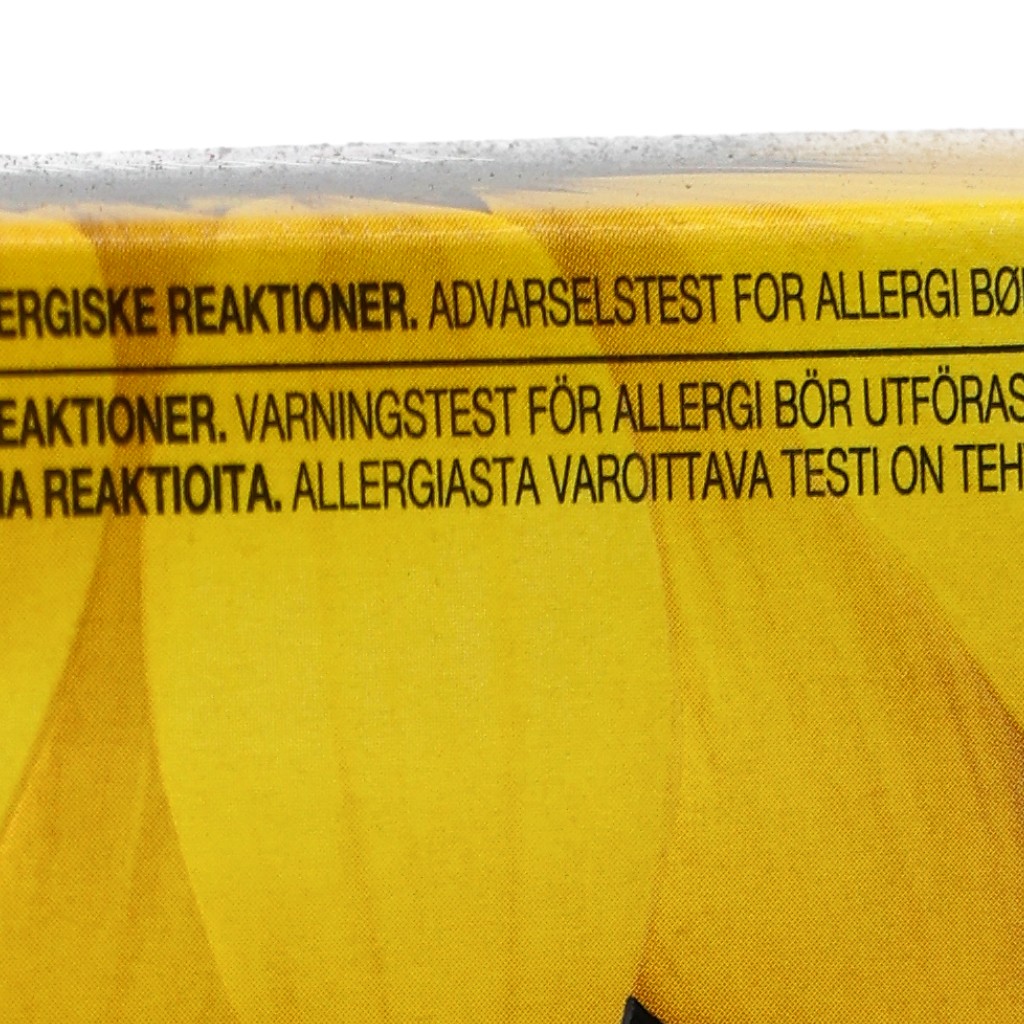 ERGISKE REAKTIONER. ADVARSELSTEST FOR ALLERGI BØ
EAKTIONER. VARNINGSTEST FÖR ALLERGI BÖR UTFÖRAS
IA REAKTIOITA. ALLERGIASTA VAROITTAVA TESTI ON TEH